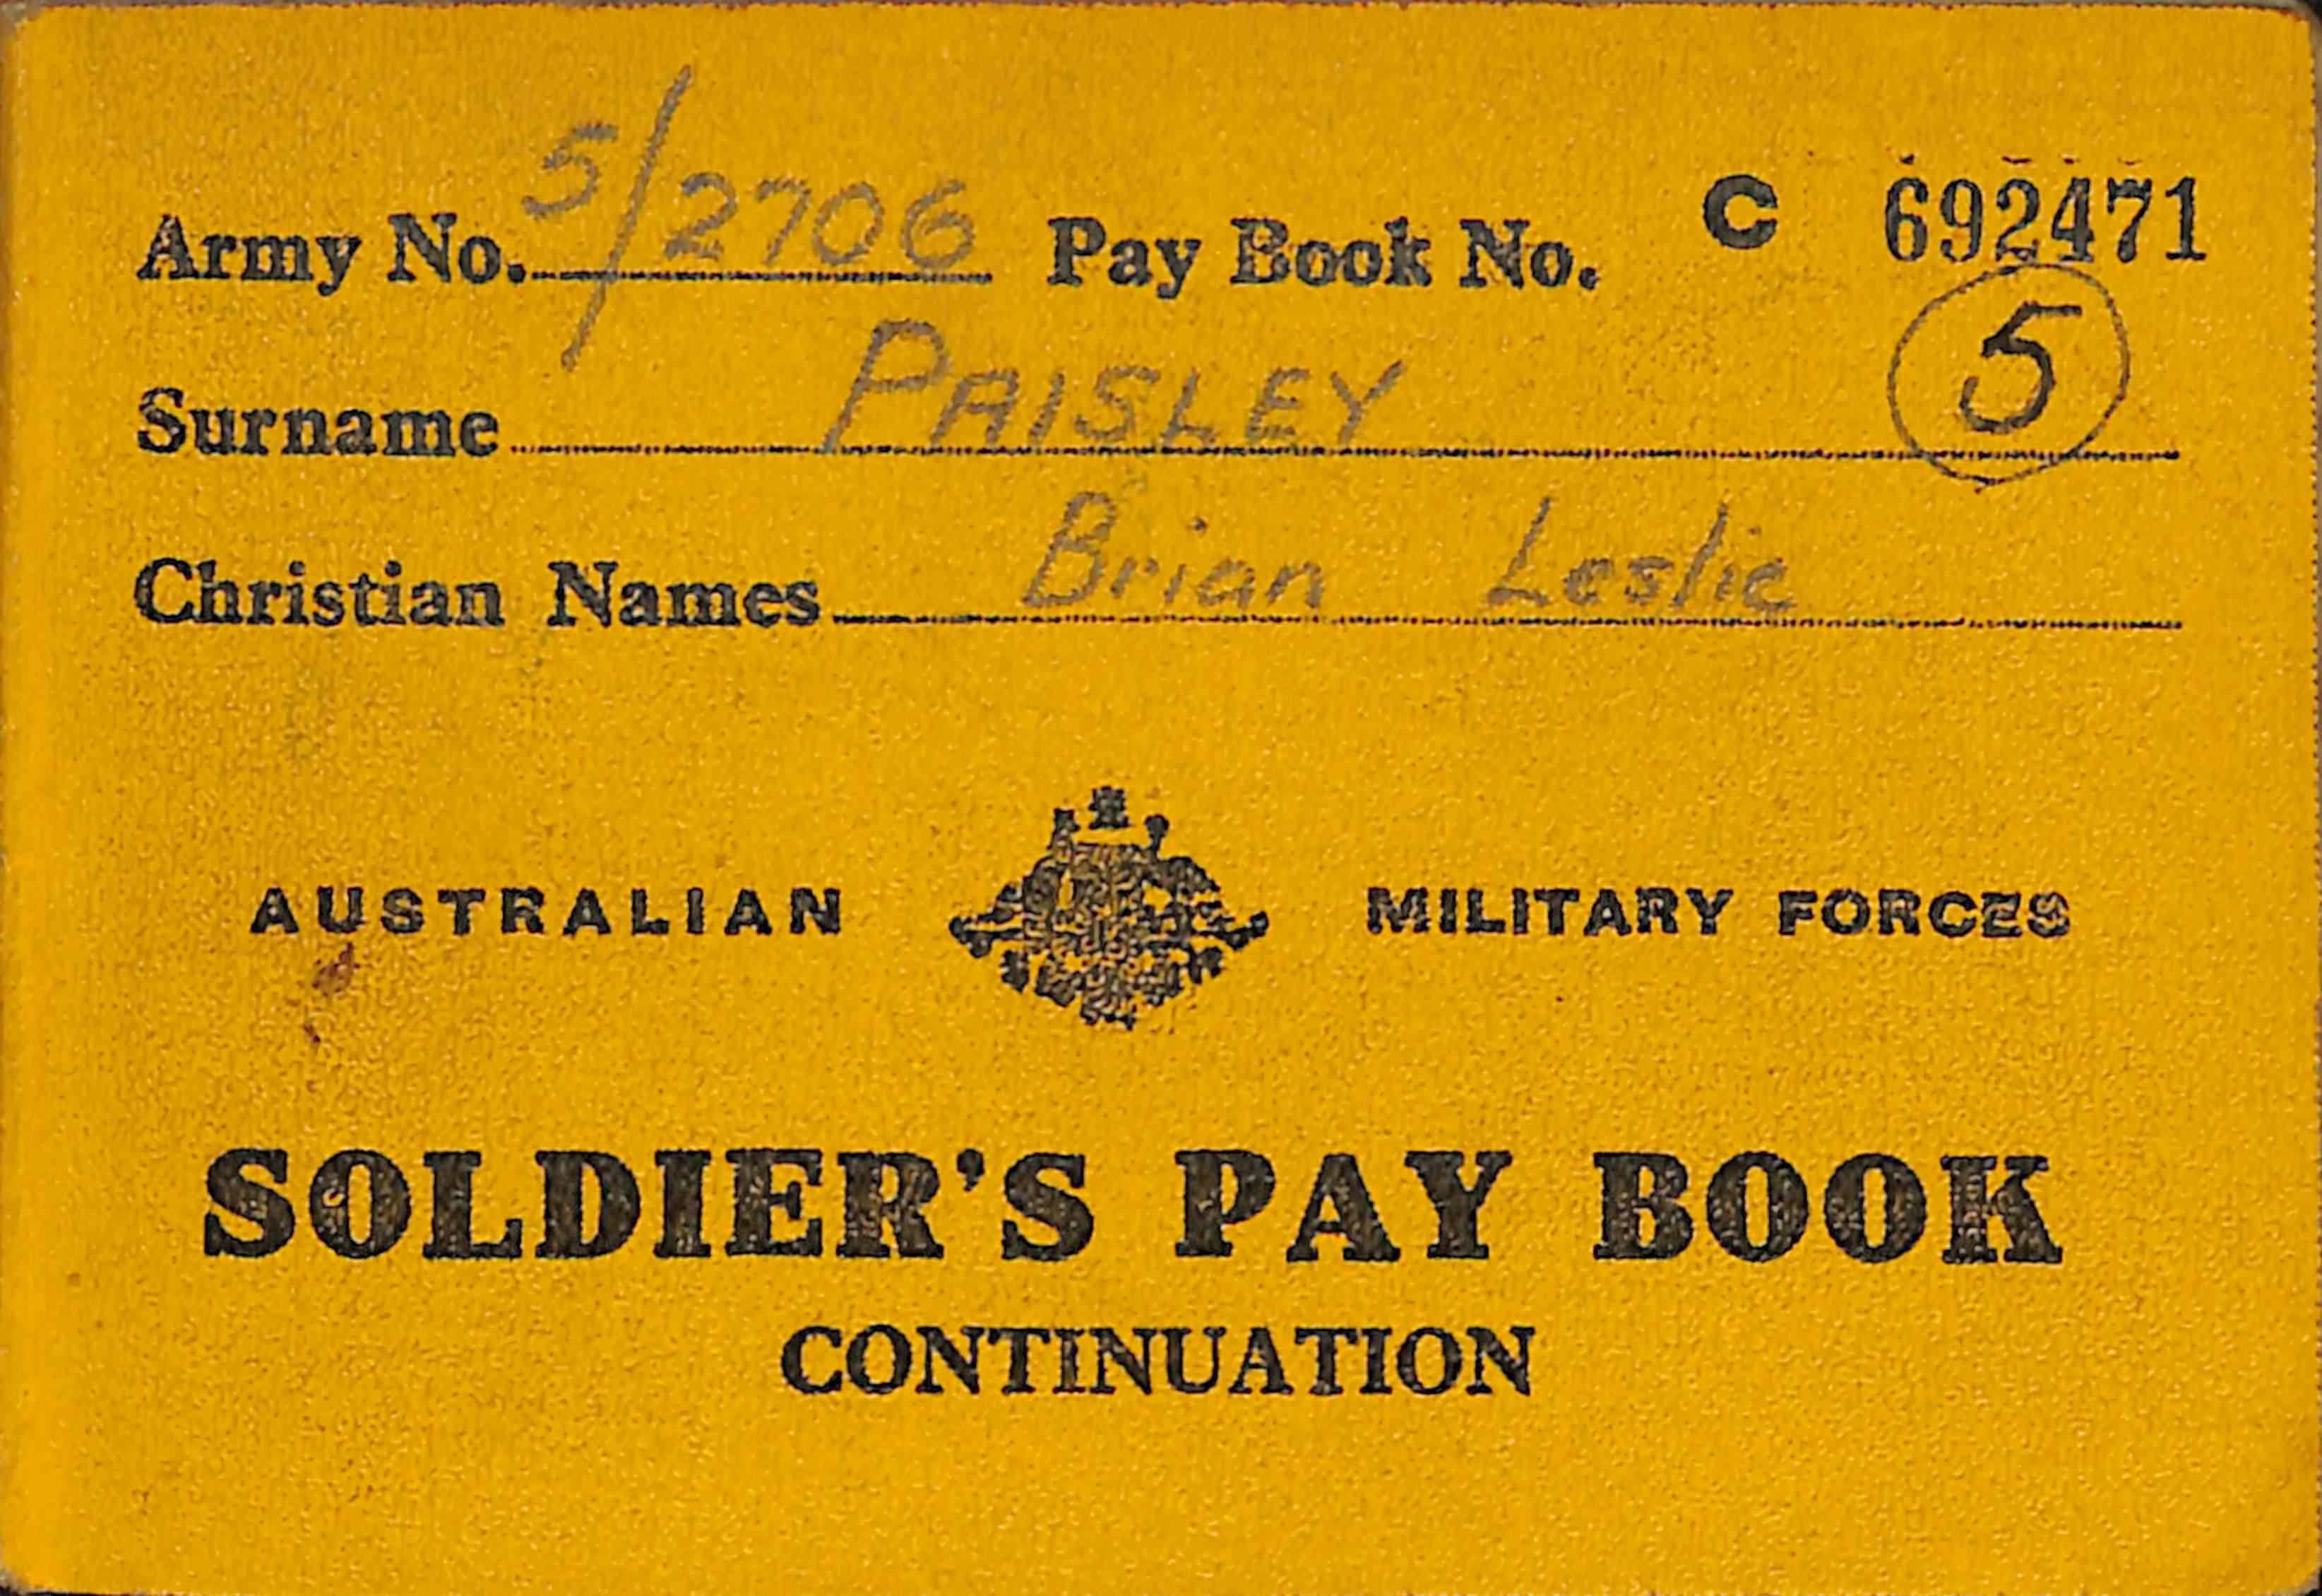 Army No. 5/2706 Pay Book No. C 692471
5
Surname PAISLEY
Christian Names Brian Leslie
AUSTRALIAN MILITARY FORCES
SOLDIER'S PAY BOOK
CONTINUATION